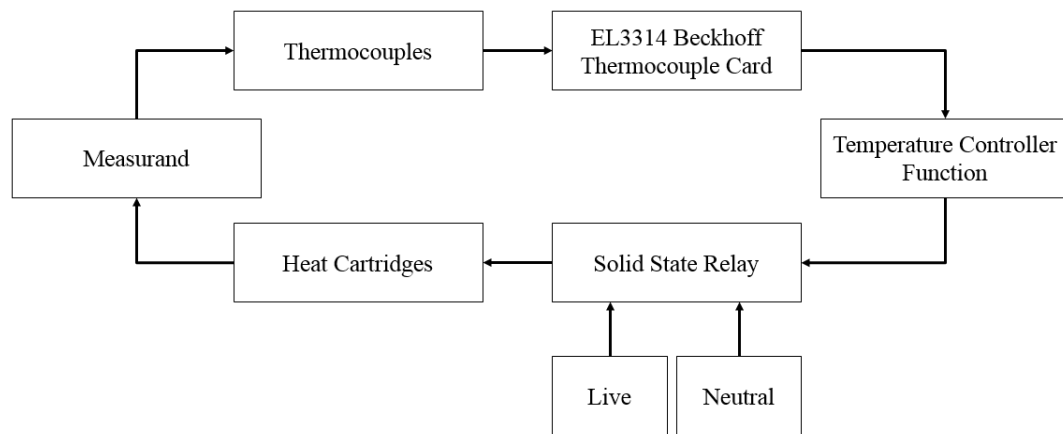 Thermocouples
EL3314 Beckhoff
Thermocouple Card
Measurand
Temperature Controller
Function
Heat Cartridges
Solid State Relay
Live
Neutral